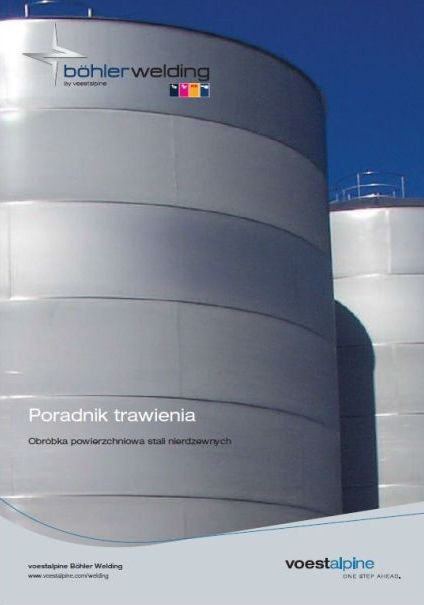 böhlerwelding
by voestalpine
Poradnik trawienia
Obróbka powierzchniowa stali nierdzewnych
voestalpine Böhler Welding
www.voestalpine.com/welding
voestalpine
ONE STEP AHEAD.